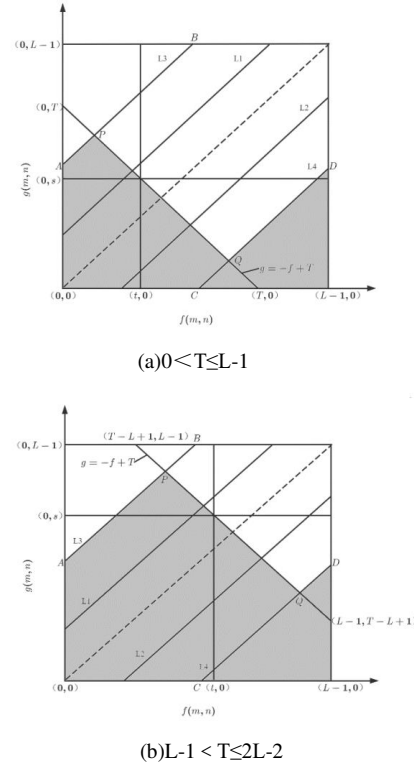 (0, L−1)
B
L3
L1
(0, T)
P
L2
A
L4
D
(0, s)
g(m, n)
Q
g = −f + T
(0, 0)
(t, 0)
C
(T, 0)
(L−1, 0)
f(m, n)
(a)0＜T≤L-1
(T−L+1, L−1)
B
(0, L−1)
g = −f + T
P
(0, s)
L3
A
D
g(m, n)
L1
Q
(L−1, T−L+1)
L2
L4
(0, 0)
C
(t, 0)
(L−1, 0)
f(m, n)
(b)L-1 < T≤2L-2